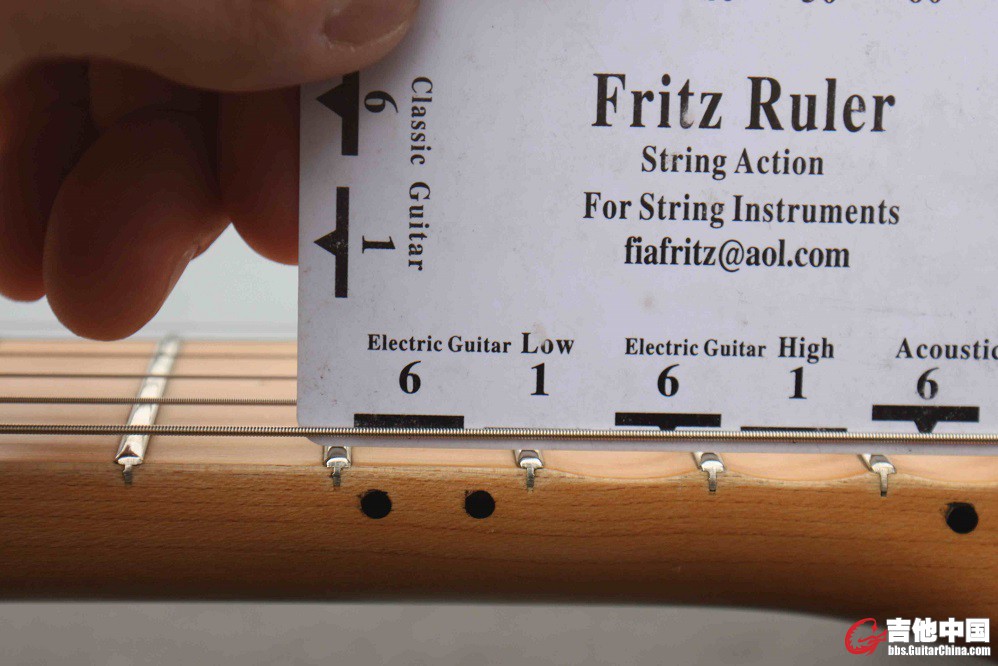 Fritz Ruler
String Action
For String Instruments
fiafritz@aol.com
Classic Guitar
6
1
Electric Guitar Low
6 1
Electric Guitar High
6 1
Acoustic
6
吉他中国
bbs.GuitarChina.com